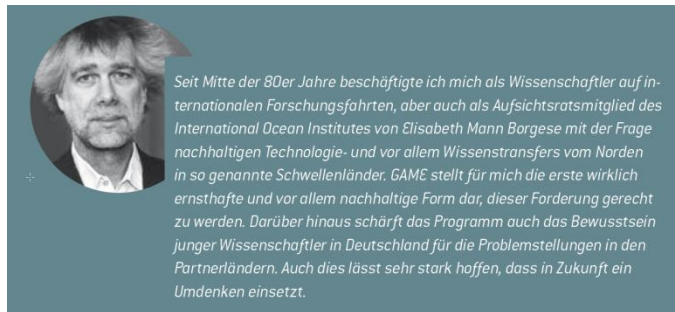 Seit Mitte der 80er Jahre beschäftigte ich mich als Wissenschaftler auf in-
ternationalen Forschungsfahrten, aber auch als Aufsichtsratsmitglied des
International Ocean Institutes von Elisabeth Mann Borgese mit der Frage
nachhaltigen Technologie- und vor allem Wissenstransfers vom Norden
in so genannte Schwellenländer. GAME stellt für mich die erste wirklich
ernsthafte und vor allem nachhaltige Form dar, dieser Forderung gerecht
zu werden. Darüber hinaus schärft das Programm auch das Bewusstsein
junger Wissenschaftler in Deutschland für die Problemstellungen in den
Partnerländern. Auch dies lässt sehr stark hoffen, dass in Zukunft ein
Umdenken einsetzt.